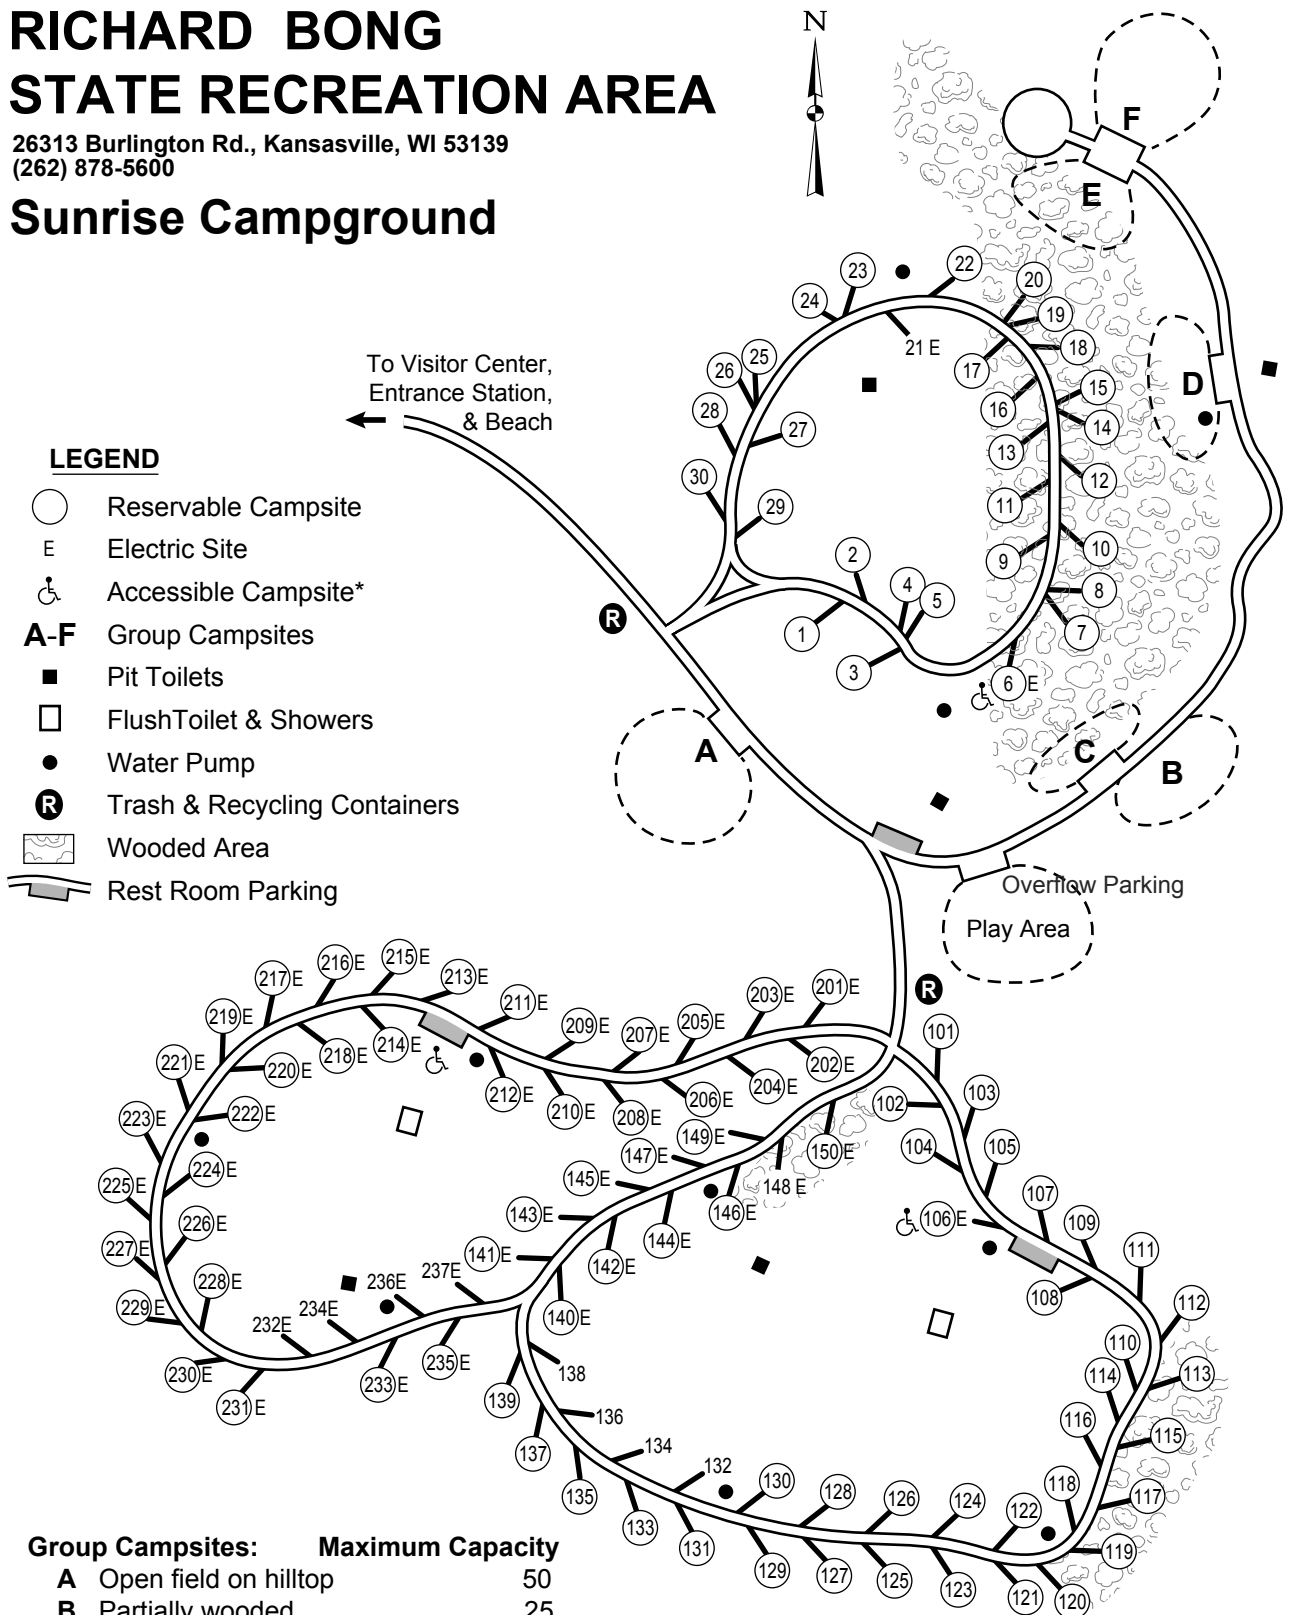 RICHARD BONG
STATE RECREATION AREA
26313 Burlington Rd., Kansasville, WI 53139
(262) 878-5600
Sunrise Campground
N
F
E
D
To Visitor Center,
Entrance Station,
& Beach
LEGEND
Reservable Campsite
E Electric Site
Accessible Campsite*
A-F Group Campsites
Pit Toilets
FlushToilet & Showers
Water Pump
R Trash & Recycling Containers
Wooded Area
Rest Room Parking
22
23
24
20
19
21 E
18
17
25
26
15
16
28
14
27
13
12
30
11
29
10
9
2
4
8
5
R
1
7
3
6 E
A
C
B
Overflow Parking
Play Area
R
215 E
216 E
217 E
213 E
201 E
203 E
211 E
219 E
205 E
209 E
207 E
101
214 E
218 E
221 E
220 E
202 E
204 E
103
212 E
206 E
102
210 E
222 E
208 E
223 E
149 E
104
105
150 E
147 E
224 E
145 E
225 E
148 E
107
146 E
143 E
106 E
226 E
109
144 E
227 E
111
141 E
142 E
237E
228 E
236E
108
112
229 E
234E
140 E
232E
110
235 E
138
230 E
113
114
233 E
139
231 E
136
116
115
134
137
132
130
118
128
135
117
126
124
122
133
131
119
129
127
125
123
121
120
Group Campsites: Maximum Capacity
A Open field on hilltop 50
B Partially wooded 25